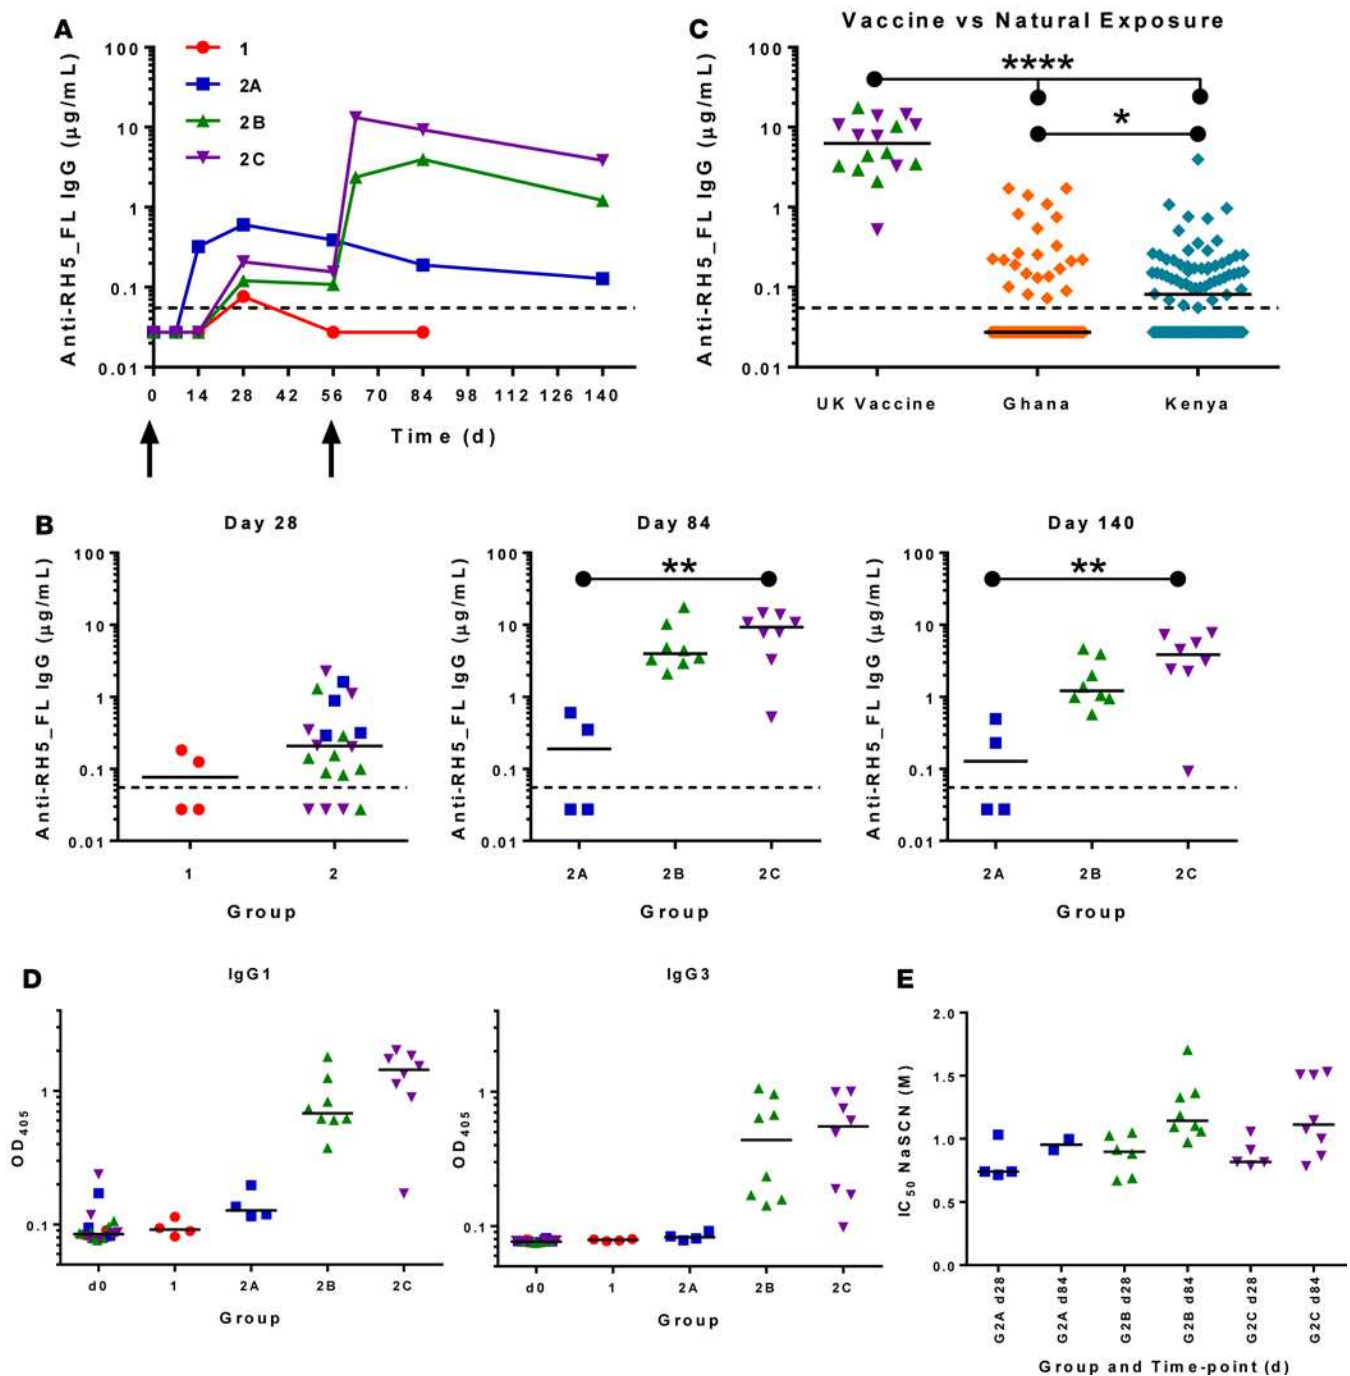 A
1
2A
2B
2C
Anti-RH5_FL IgG (µg/mL)
100
10
1
0.1
0.01
0 14 28 42 56 70 84 98 112 126 140
Time (d)
C
Vaccine vs Natural Exposure
Anti-RH5_FL IgG (µg/mL)
100
10
1
0.1
0.01
****
*
UK Vaccine Ghana Kenya
B
Day 28
Anti-RH5_FL IgG (µg/mL)
100
10
1
0.1
0.01
1 2
Group
Day 84
Anti-RH5_FL IgG (µg/mL)
100
10
1
0.1
0.01
**
2A 2B 2C
Group
Day 140
Anti-RH5_FL IgG (µg/mL)
100
10
1
0.1
0.01
**
2A 2B 2C
Group
D
IgG1
OD405
1
0.1
d0 1 2A 2B 2C
Group
IgG3
OD405
1
0.1
d0 1 2A 2B 2C
Group
E
IC50 NaSCN (M)
2.0
1.5
1.0
0.5
0.0
G2A d28
G2A d84
G2B d28
G2B d84
G2C d28
G2C d84
Group and Time-point (d)